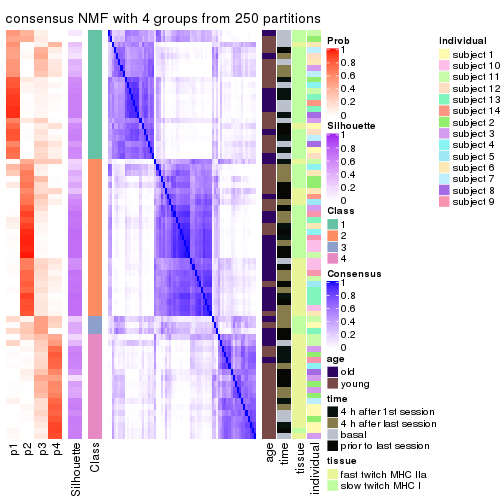 consensus NMF with 4 groups from 250 partitions
Prob
1
0.8
0.6
0.4
0.2
0
Silhouette
1
0.8
0.6
0.4
0.2
0
Class
1
2
3
4
Consensus
1
0.8
0.6
0.4
0.2
0
age
old
young
time
4 h after 1st session
4 h after last session
basal
prior to last session
tissue
fast twitch MHC IIa
slow twitch MHC I
individual
subject 1
subject 10
subject 11
subject 12
subject 13
subject 14
subject 2
subject 3
subject 4
subject 5
subject 6
subject 7
subject 8
subject 9
p1
p2
p3
p4
Silhouette
Class
age
time
tissue
individual